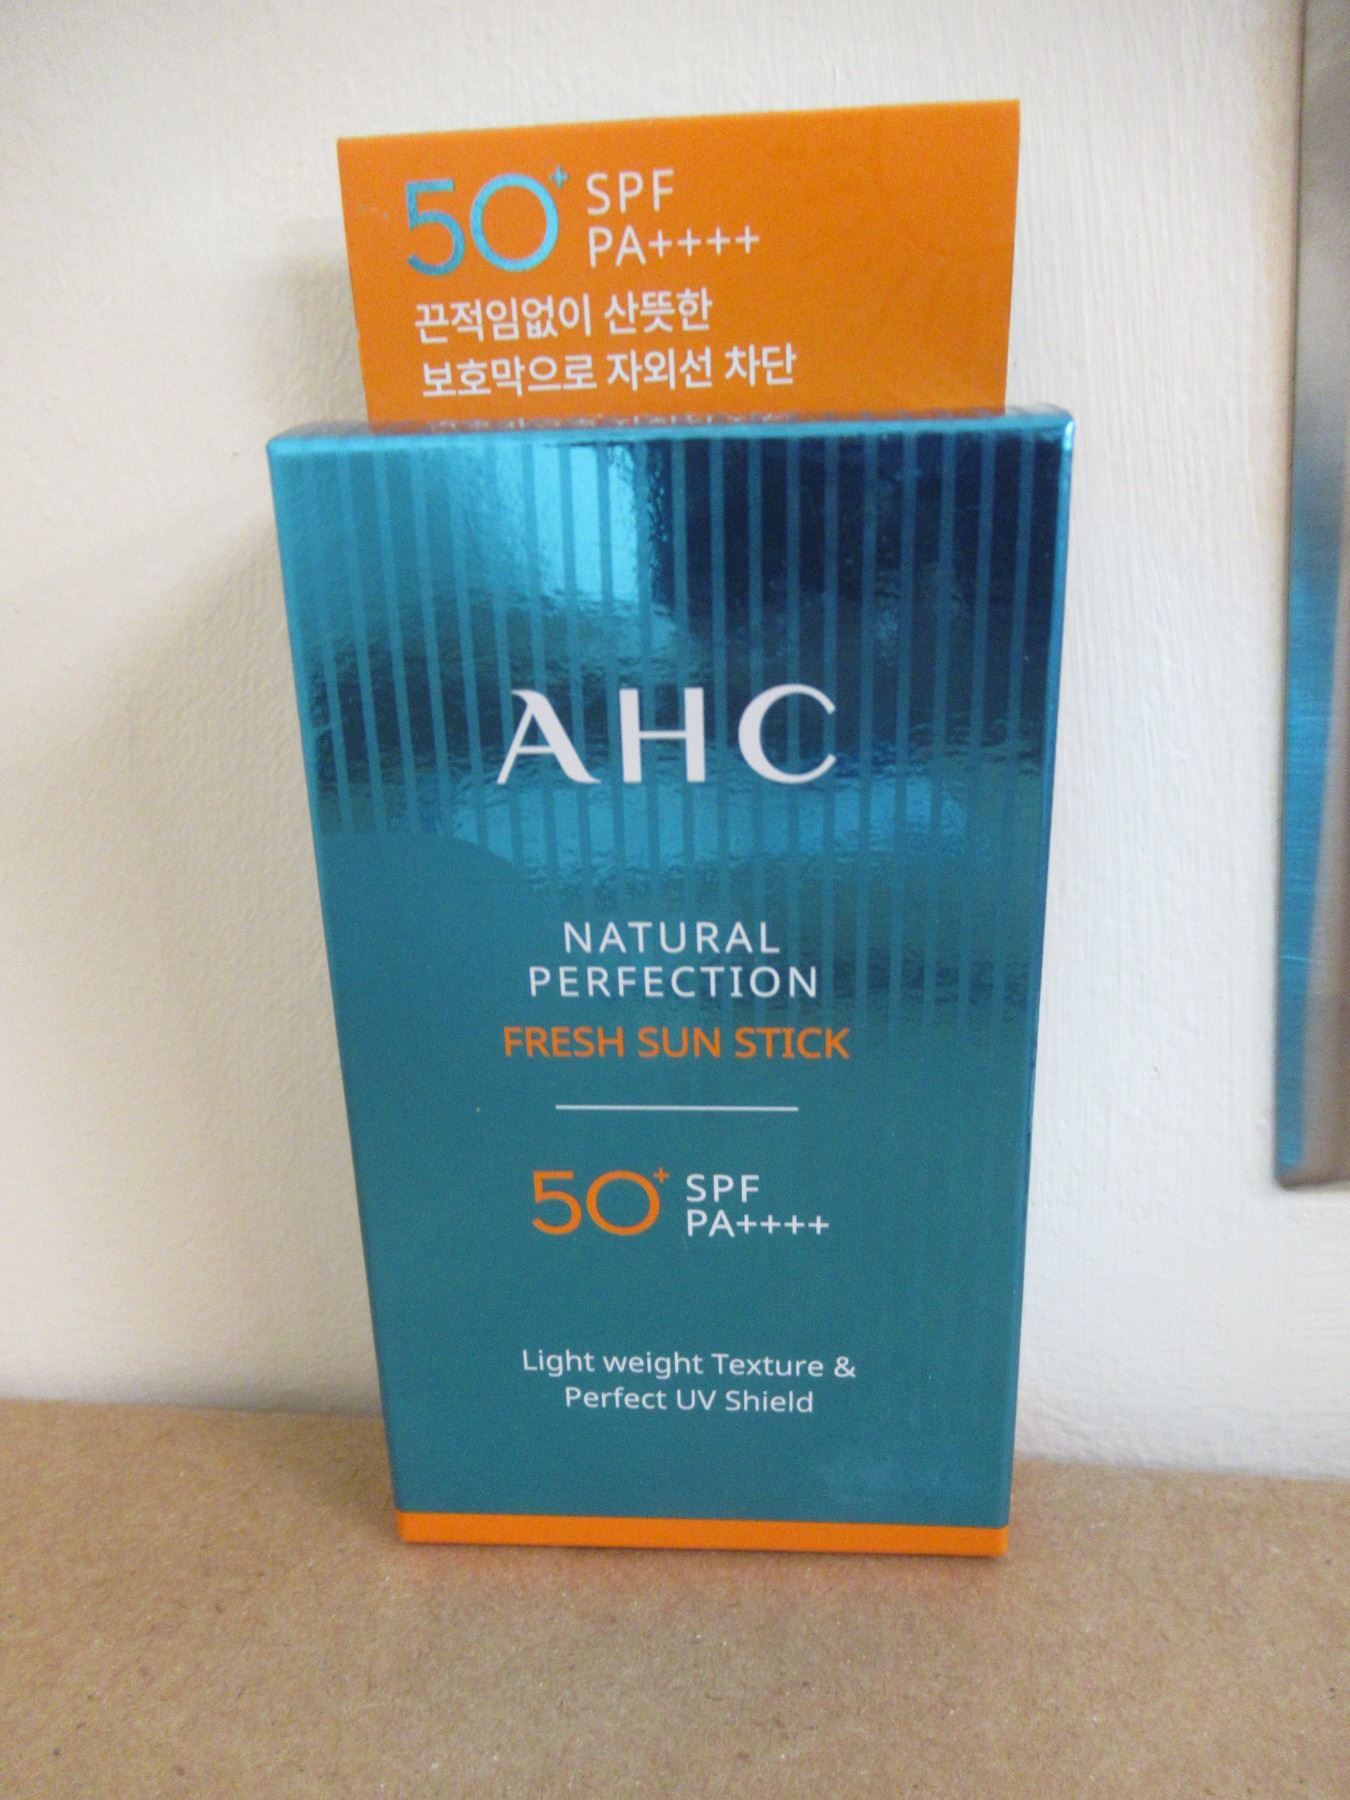 50+ SPF
PA++++
끈적임없이 산뜻한
보호막으로 자외선 차단
AHC
NATURAL
PERFECTION
FRESH SUN STICK
50+ SPF
PA++++
Light weight Texture &
Perfect UV Shield